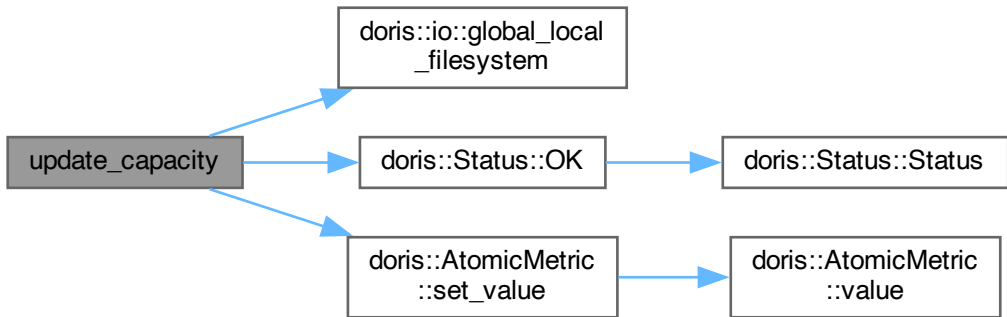 doris::io::global_local
_filesystem
update_capacity
doris::Status::OK
doris::Status::Status
doris::AtomicMetric
::set_value
doris::AtomicMetric
::value